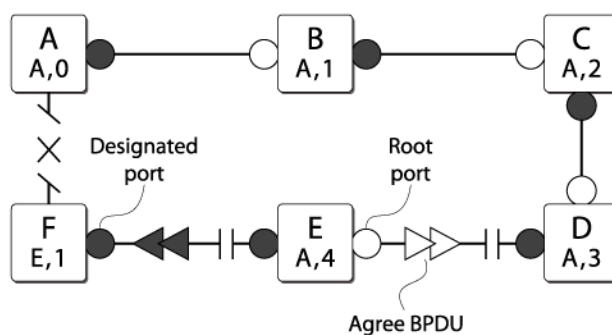 A
A,0
B
A,1
C
A,2
Designated
port
Root
port
F
E,1
E
A,4
D
A,3
Agree BPDU